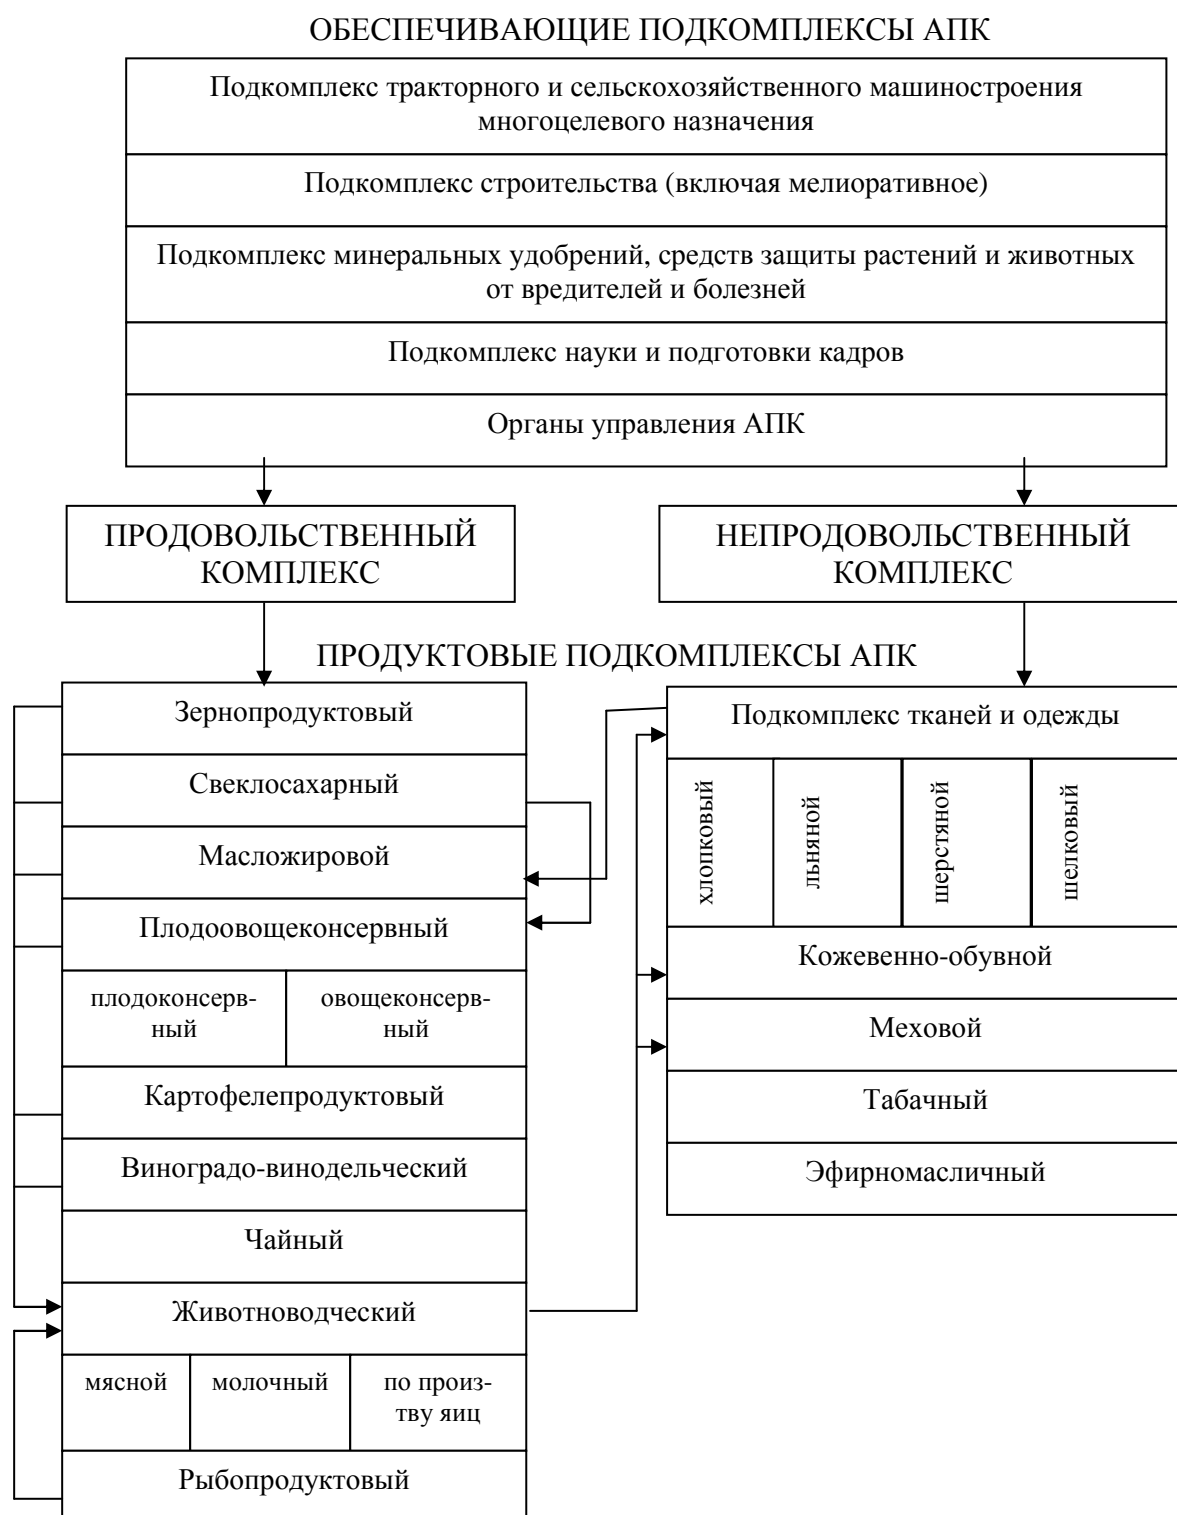 ОБЕСПЕЧИВАЮЩИЕ ПОДКОМПЛЕКСЫ АПК
Подкомплекс тракторного и сельскохозяйственного машиностроения
многоцелевого назначения
Подкомплекс строительства (включая мелиоративное)
Подкомплекс минеральных удобрений, средств защиты растений и животных
от вредителей и болезней
Подкомплекс науки и подготовки кадров
Органы управления АПК
ПРОДОВОЛЬСТВЕННЫЙ
КОМПЛЕКС
НЕПРОДОВОЛЬСТВЕННЫЙ
КОМПЛЕКС
ПРОДУКТОВЫЕ ПОДКОМПЛЕКСЫ АПК
Зернопродуктовый
Свеклосахарный
Масложировой
Плодоовощеконсервный
плодоконсерв-
ный
овощеконсерв-
ный
Картофелепродуктовый
Виноградо-винодельческий
Чайный
Животноводческий
мясной
молочный
по произ-
тву яиц
Рыбопродуктовый
Подкомплекс тканей и одежды
хлопковый
льняной
шерстяной
шелковый
Кожевенно-обувной
Меховой
Табачный
Эфирномасличный